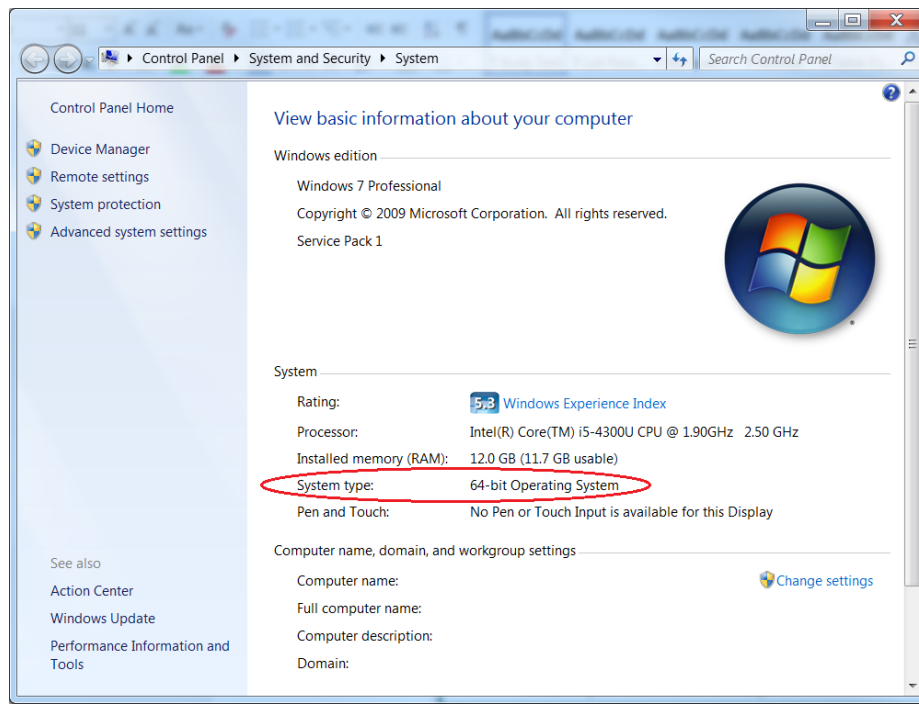 Control Panel ▸ System and Security ▸ System
Search Control Panel
Control Panel Home
Device Manager
Remote settings
System protection
Advanced system settings
See also
Action Center
Windows Update
Performance Information and
Tools
View basic information about your computer
Windows edition
Windows 7 Professional
Copyright © 2009 Microsoft Corporation. All rights reserved.
Service Pack 1
System
Rating: 5,3 Windows Experience Index
Processor: Intel(R) Core(TM) i5-4300U CPU @ 1.90GHz 2.50 GHz
Installed memory (RAM): 12.0 GB (11.7 GB usable)
System type: 64-bit Operating System
Pen and Touch: No Pen or Touch Input is available for this Display
Computer name, domain, and workgroup settings
Computer name: Change settings
Full computer name:
Computer description:
Domain: